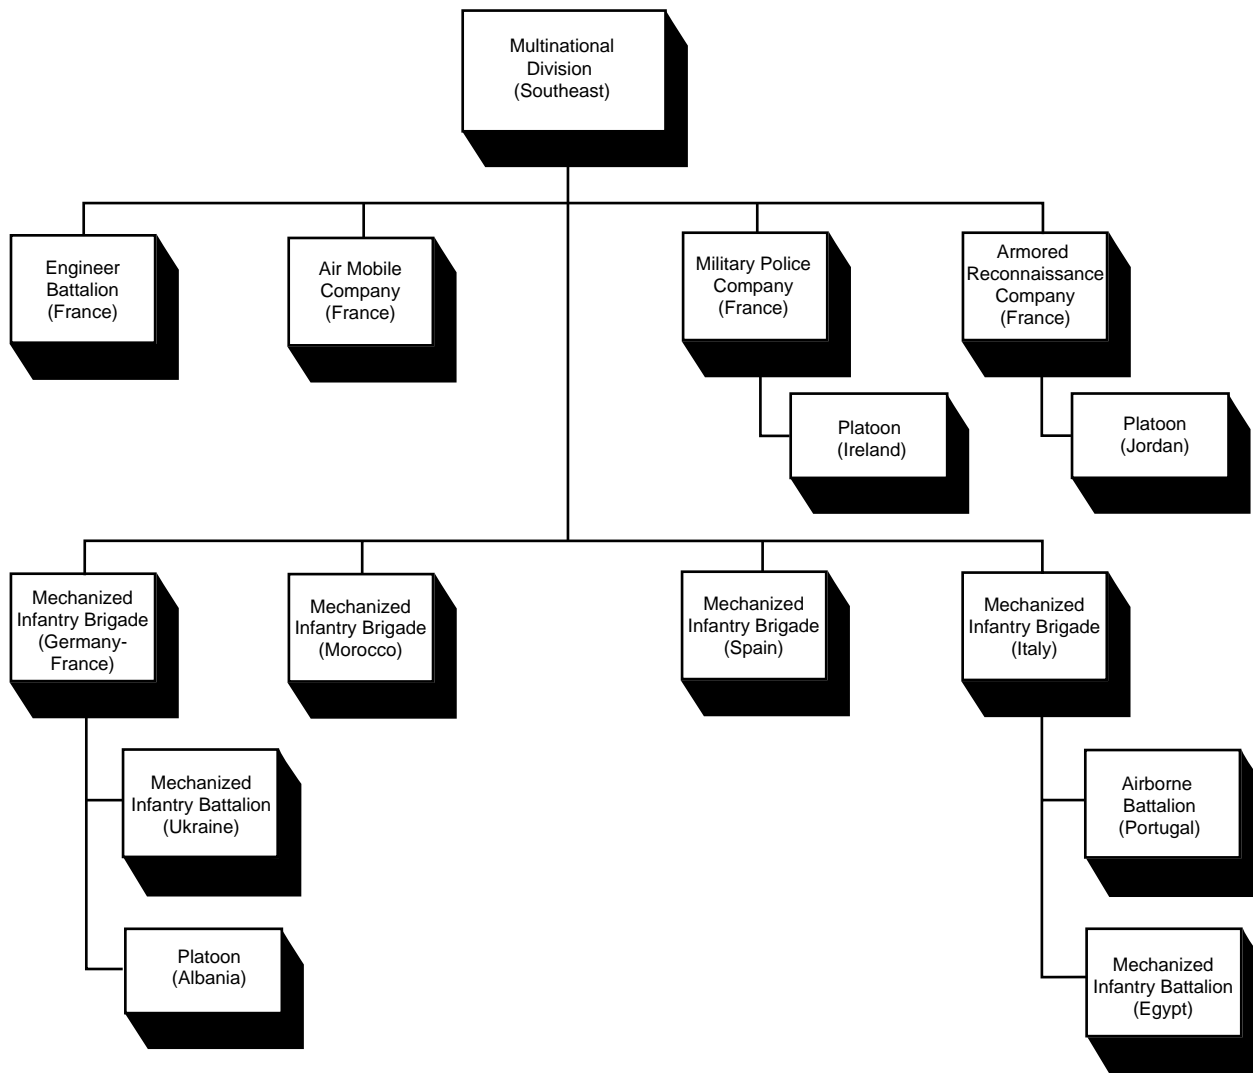 Multinational
Division
(Southeast)
Engineer
Battalion
(France)
Air Mobile
Company
(France)
Military Police
Company
(France)
Armored
Reconnaissance
Company
(France)
Platoon
(Ireland)
Platoon
(Jordan)
Mechanized
Infantry Brigade
(Germany-
France)
Mechanized
Infantry Brigade
(Morocco)
Mechanized
Infantry Brigade
(Spain)
Mechanized
Infantry Brigade
(Italy)
Mechanized
Infantry Battalion
(Ukraine)
Airborne
Battalion
(Portugal)
Platoon
(Albania)
Mechanized
Infantry Battalion
(Egypt)